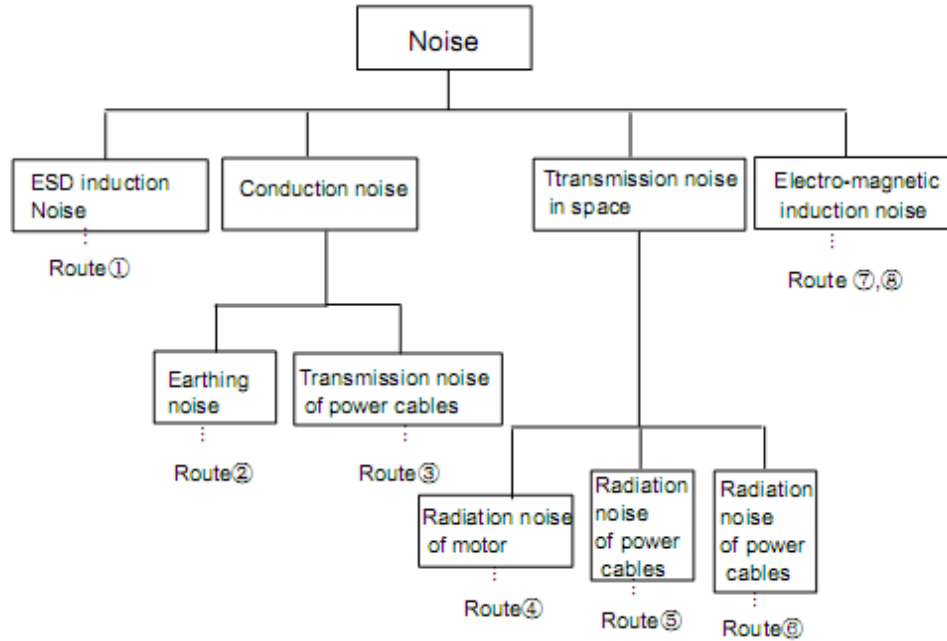 Noise
ESD induction
Noise
Route①
Conduction noise
Earthing
noise
Route②
Transmission noise
of power cables
Route③
Ttransmission noise
in space
Radiation noise
of motor
Route④
Radiation
noise
of power
cables
Route⑤
Radiation
noise
of power
cables
Route⑥
Electro-magnetic
induction noise
Route ⑦,⑧